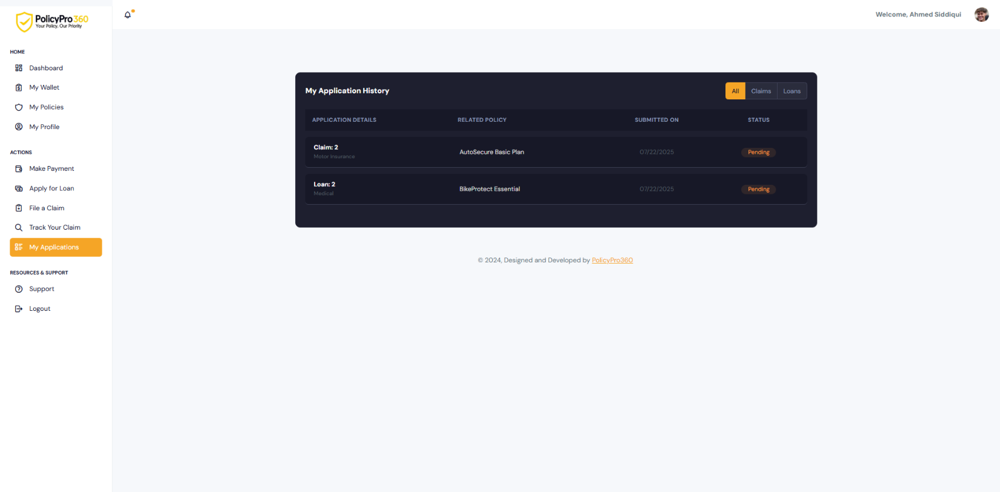 PolicyPro360
Your Policy. Our Priority
Welcome, Ahmed Siddiqui
HOME
Dashboard
My Wallet
My Policies
My Profile
ACTIONS
Make Payment
Apply for Loan
File a Claim
Track Your Claim
My Applications
RESOURCES & SUPPORT
Support
Logout
My Application History
All Claims Loans
APPLICATION DETAILS RELATED POLICY SUBMITTED ON STATUS
Claim: 2
Motor Insurance
AutoSecure Basic Plan 07/22/2025 Pending
Loan: 2
Medical
BikeProtect Essential 07/22/2025 Pending
© 2024, Designed and Developed by PolicyPro360